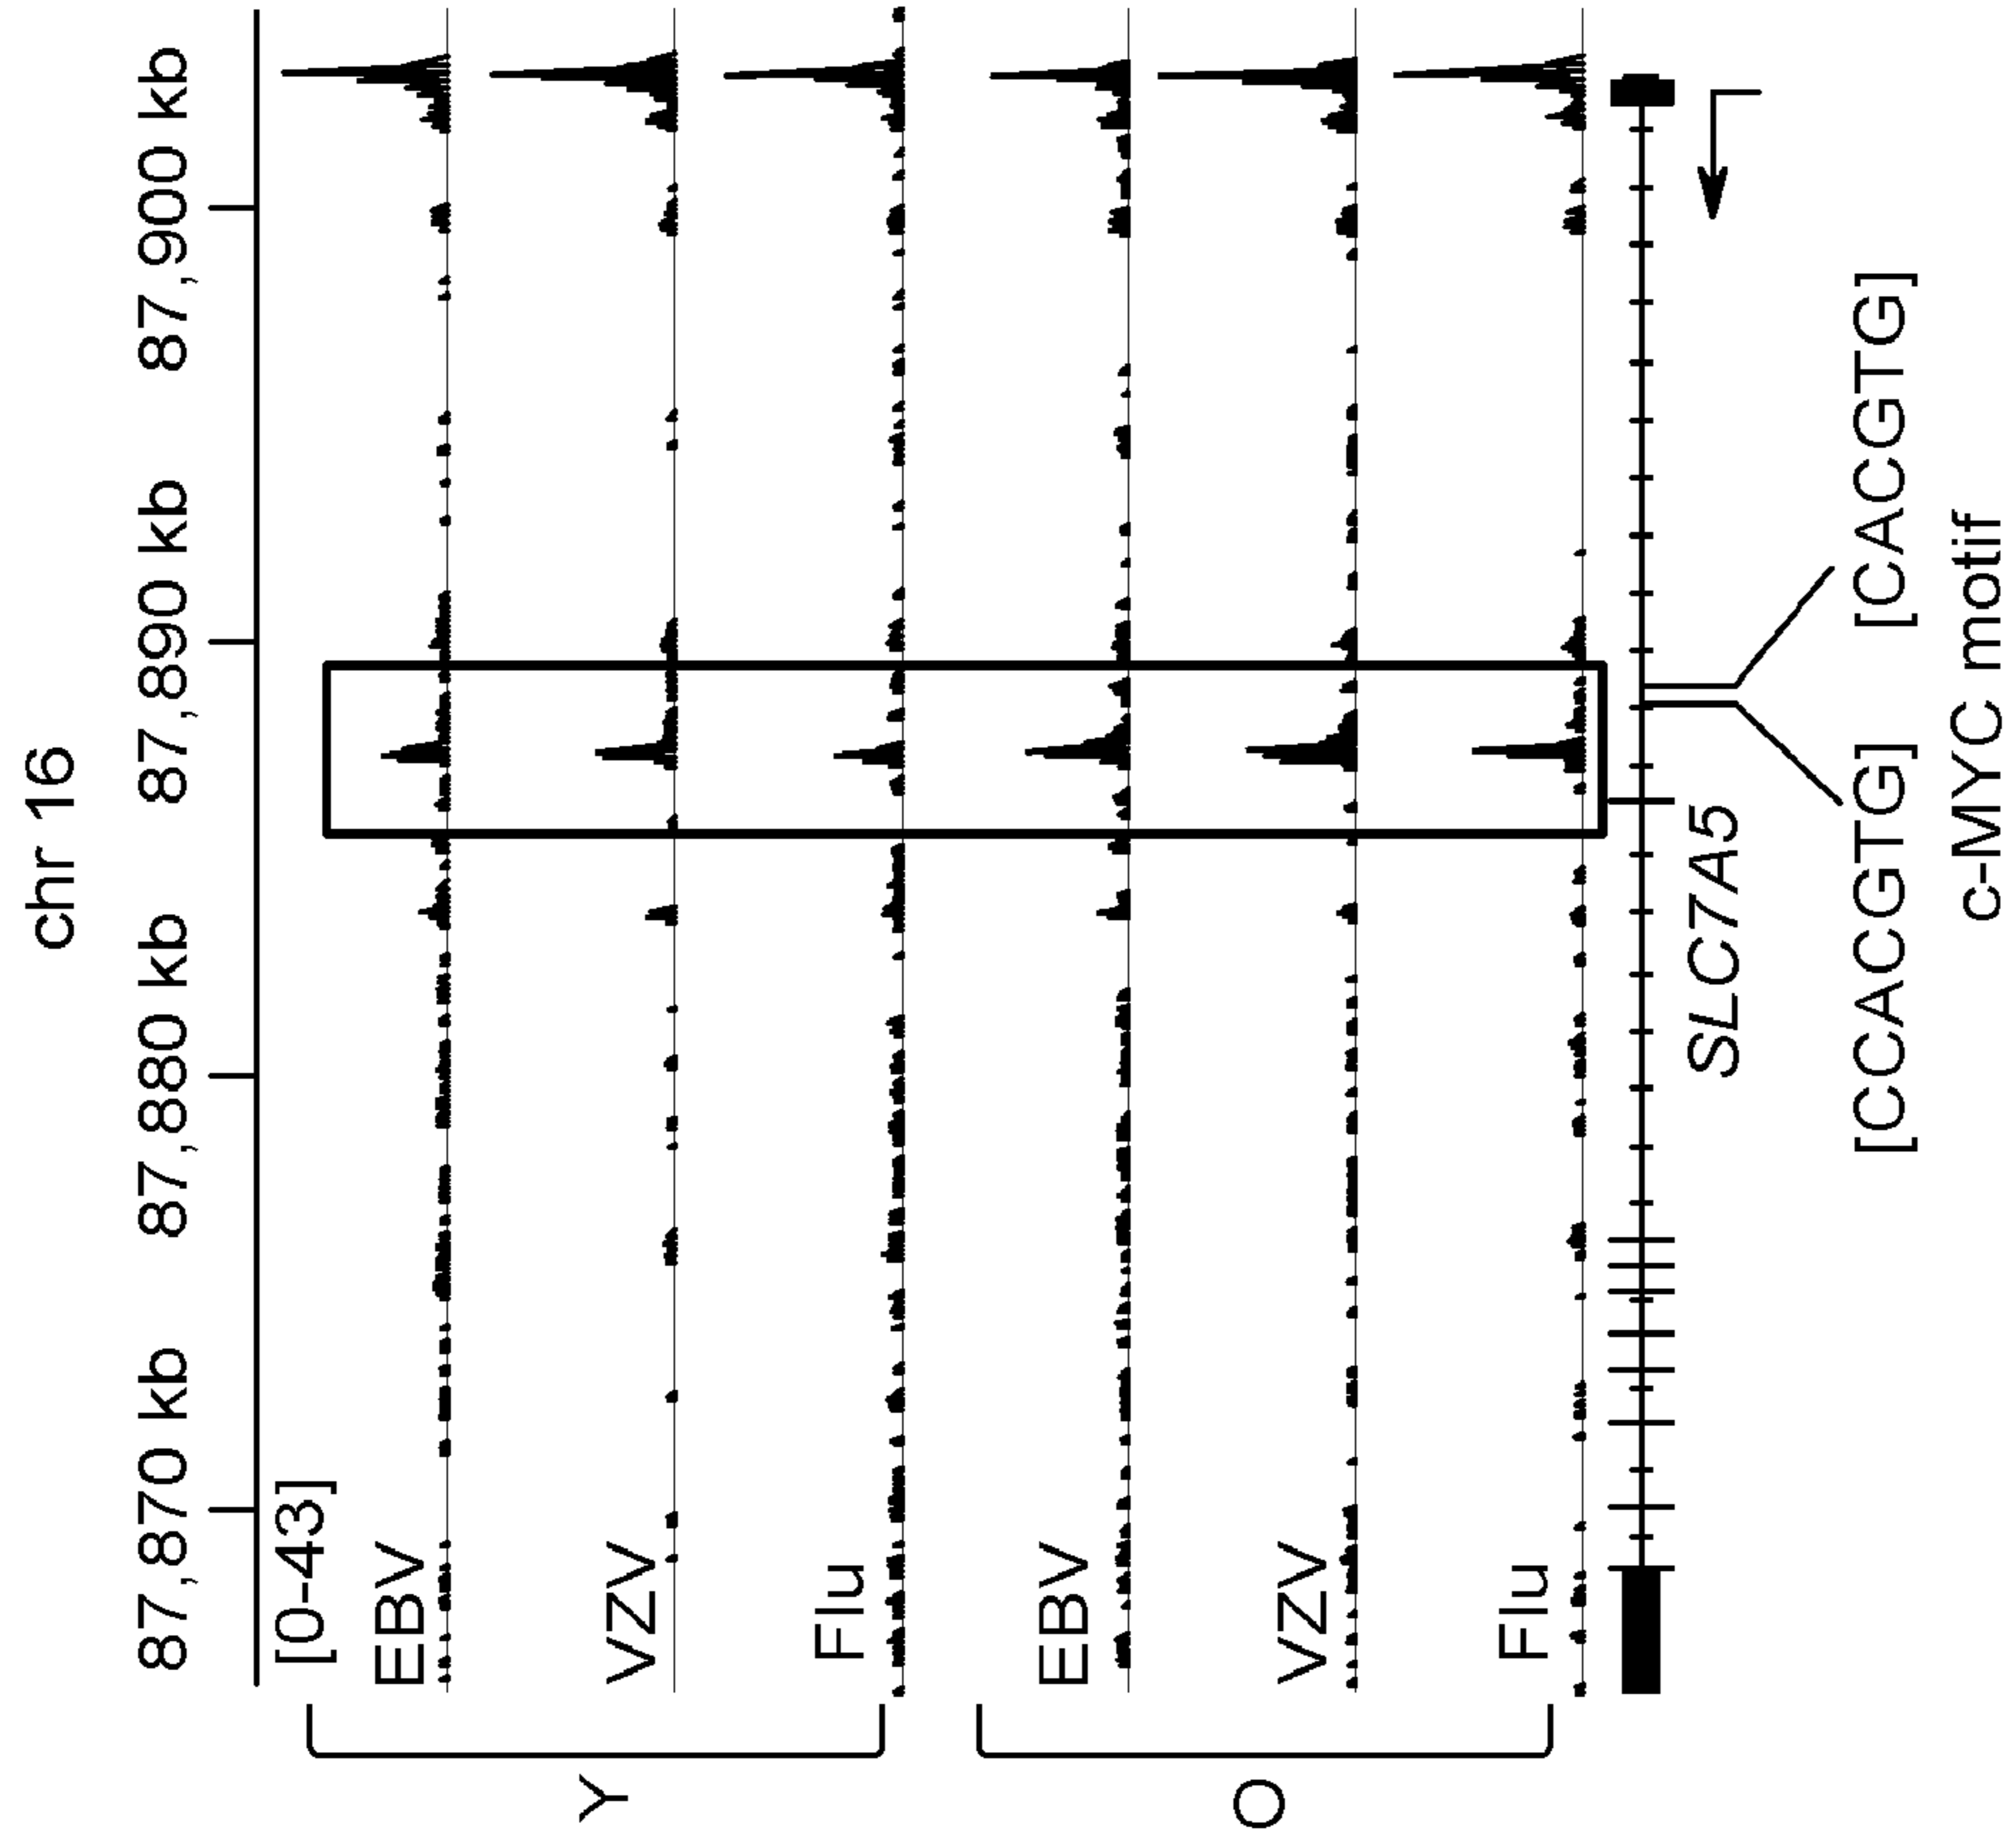 chr 16
87,870 kb 87,880 kb 87,890 kb 87,900 kb
[0-43]
Y
EBV
VZV
Flu
O
EBV
VZV
Flu
SLC7A5
[CCACGTG] [CACGTG]
c-MYC motif